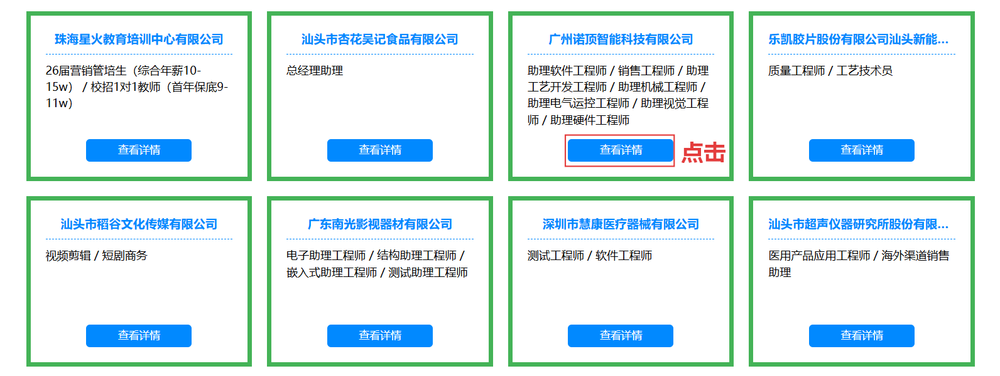 珠海星火教育培训中心有限公司
26届营销管培生（综合年薪10-
15w） / 校招1对1教师（首年保底9-
11w）
查看详情
汕头市杏花吴记食品有限公司
总经理助理
查看详情
广州诺顶智能科技有限公司
助理软件工程师 / 销售工程师 / 助理
工艺开发工程师 / 助理机械工程师 /
助理电气运控工程师 / 助理视觉工程
师 / 助理硬件工程师
查看详情
点击
乐凯胶片股份有限公司汕头新能...
质量工程师 / 工艺技术员
查看详情
汕头市稻谷文化传媒有限公司
视频剪辑 / 短剧商务
查看详情
广东南光影视器材有限公司
电子助理工程师 / 结构助理工程师 /
嵌入式助理工程师 / 测试助理工程师
查看详情
深圳市慧康医疗器械有限公司
测试工程师 / 软件工程师
查看详情
汕头市超声仪器研究所股份有限...
医用产品应用工程师 / 海外渠道销售
助理
查看详情